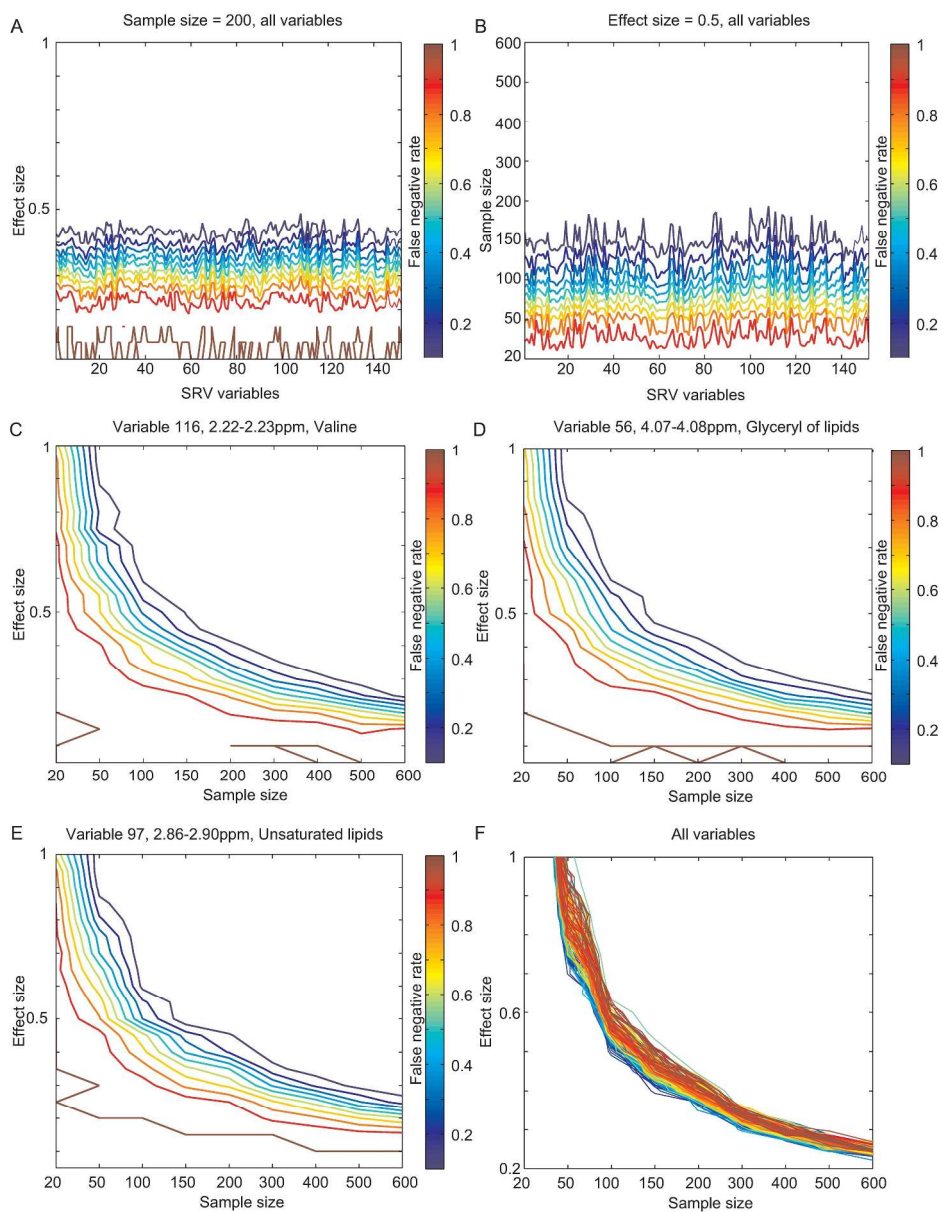 A
Sample size = 200, all variables
1
0.5
Effect size
20 40 60 80 100 120 140
SRV variables
1
0.8
0.6
0.4
0.2
False negative rate
B
Effect size = 0.5, all variables
600
500
400
300
200
150
100
50
20
Sample size
20 40 60 80 100 120 140
SRV variables
1
0.8
0.6
0.4
0.2
False negative rate
C
Variable 116, 2.22-2.23ppm, Valine
1
0.5
Effect size
20 50 100 150 200 300 400 500 600
Sample size
1
0.8
0.6
0.4
0.2
False negative rate
D
Variable 56, 4.07-4.08ppm, Glyceryl of lipids
1
0.5
Effect size
20 50 100 150 200 300 400 500 600
Sample size
1
0.8
0.6
0.4
0.2
False negative rate
E
Variable 97, 2.86-2.90ppm, Unsaturated lipids
1
0.5
Effect size
20 50 100 150 200 300 400 500 600
Sample size
1
0.8
0.6
0.4
0.2
False negative rate
F
All variables
1
0.6
0.2
Effect size
20 50 100 150 200 300 400 500 600
Sample size